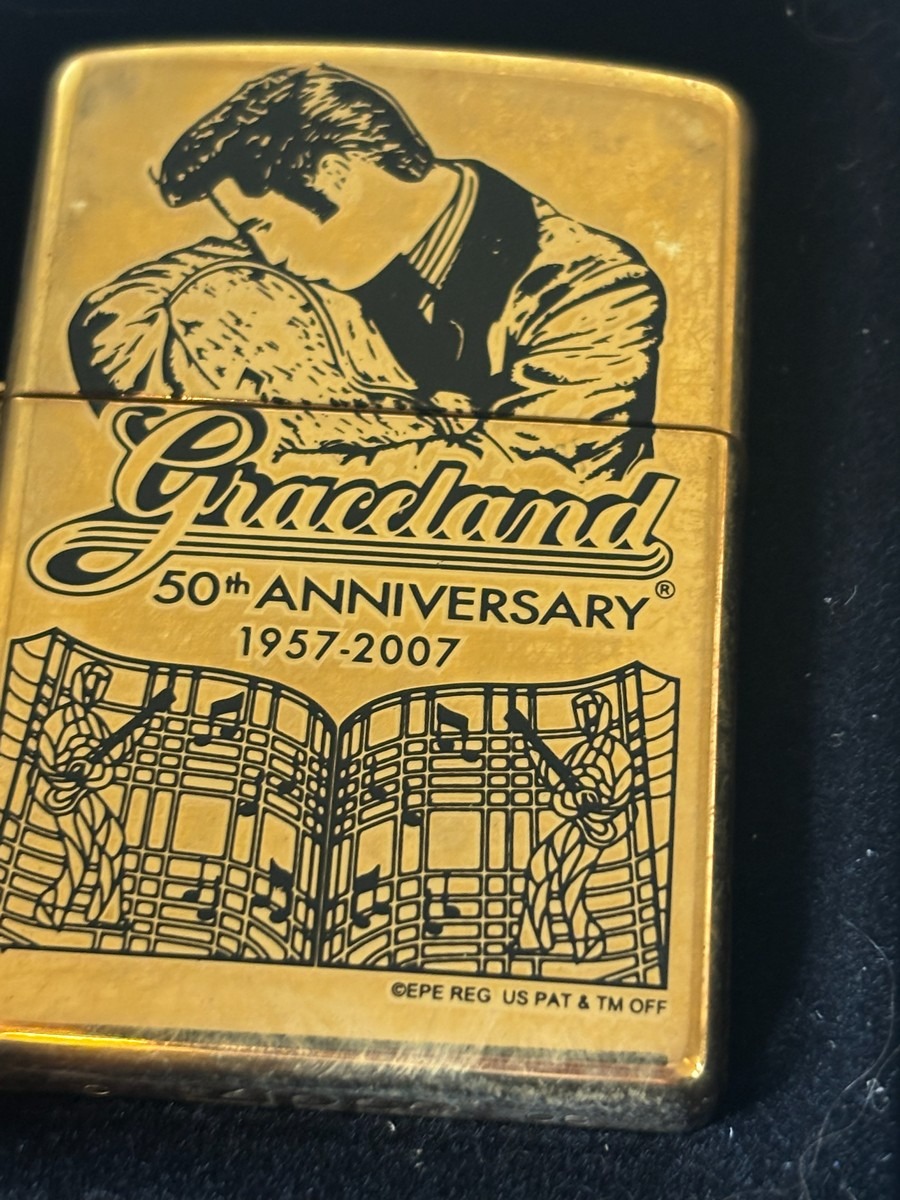 Graceland
50th ANNIVERSARY®
1957-2007
©EPE REG US PAT & TM OFF